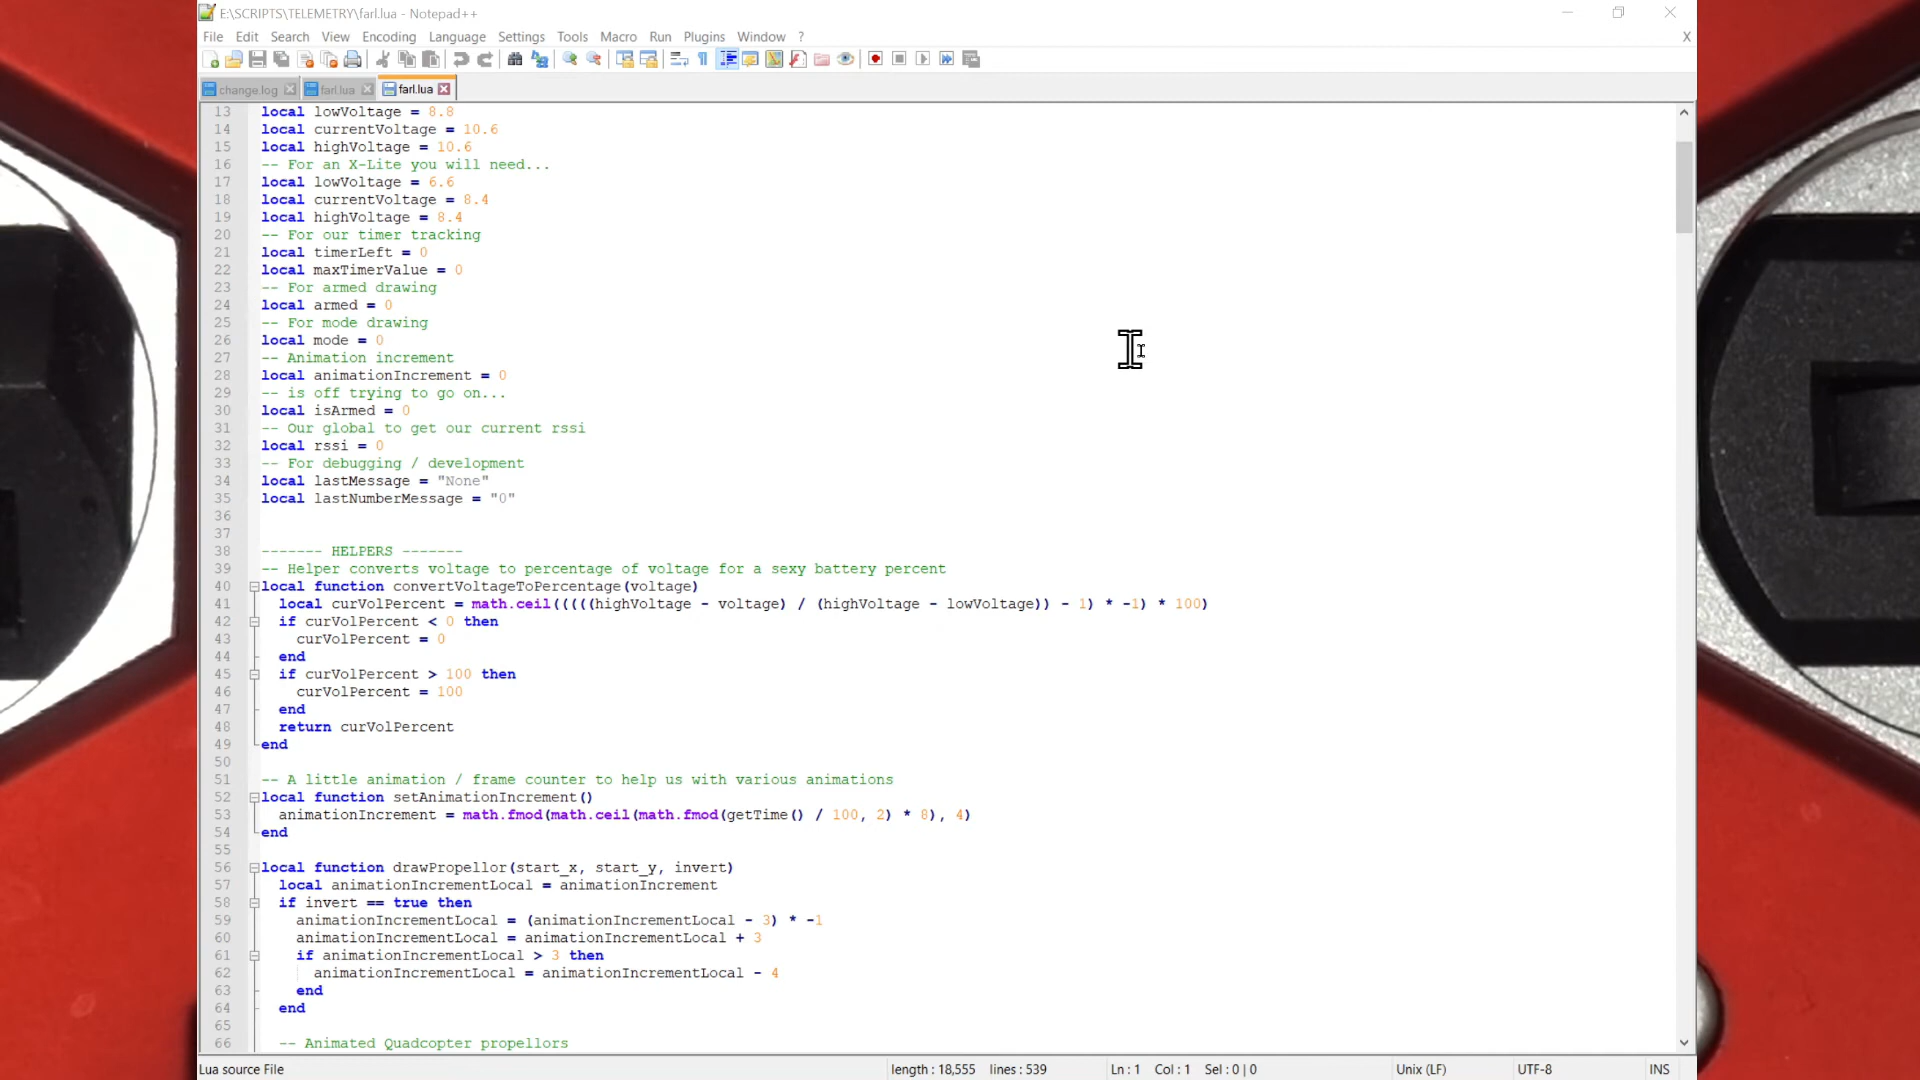 E:\SCRIPTS\TELEMETRY\farl.lua - Notepad++
File Edit Search View Encoding Language Settings Tools Macro Run Plugins Window ? X
change.log farl.lua farl.lua
13 local lowVoltage = 8.8
14 local currentVoltage = 10.6
15 local highVoltage = 10.6
16 -- For an X-Lite you will need...
17 local lowVoltage = 6.6
18 local currentVoltage = 8.4
19 local highVoltage = 8.4
20 -- For our timer tracking
21 local timerLeft = 0
22 local maxTimerValue = 0
23 -- For armed drawing
24 local armed = 0
25 -- For mode drawing
26 local mode = 0
27 -- Animation increment
28 local animationIncrement = 0
29 -- is off trying to go on...
30 local isArmed = 0
31 -- Our global to get our current rssi
32 local rssi = 0
33 -- For debugging / development
34 local lastMessage = "None"
35 local lastNumberMessage = "0"
36
37
38 ------- HELPERS -------
39 -- Helper converts voltage to percentage of voltage for a sexy battery percent
40 local function convertVoltageToPercentage(voltage)
41 local curVolPercent = math.ceil(((((highVoltage - voltage) / (highVoltage - lowVoltage)) - 1) * -1) * 100)
42 if curVolPercent < 0 then
43 curVolPercent = 0
44 end
45 if curVolPercent > 100 then
46 curVolPercent = 100
47 end
48 return curVolPercent
49 end
50
51 -- A little animation / frame counter to help us with various animations
52 local function setAnimationIncrement()
53 animationIncrement = math.fmod(math.ceil(math.fmod(getTime() / 100, 2) * 8), 4)
54 end
55
56 local function drawPropellor(start_x, start_y, invert)
57 local animationIncrementLocal = animationIncrement
58 if invert == true then
59 animationIncrementLocal = (animationIncrementLocal - 3) * -1
60 animationIncrementLocal = animationIncrementLocal + 3
61 if animationIncrementLocal > 3 then
62 animationIncrementLocal = animationIncrementLocal - 4
63 end
64 end
65
66 -- Animated Quadcopter propellors
Lua source File length : 18,555 lines : 539 Ln : 1 Col : 1 Sel : 0 | 0 Unix (LF) UTF-8 INS